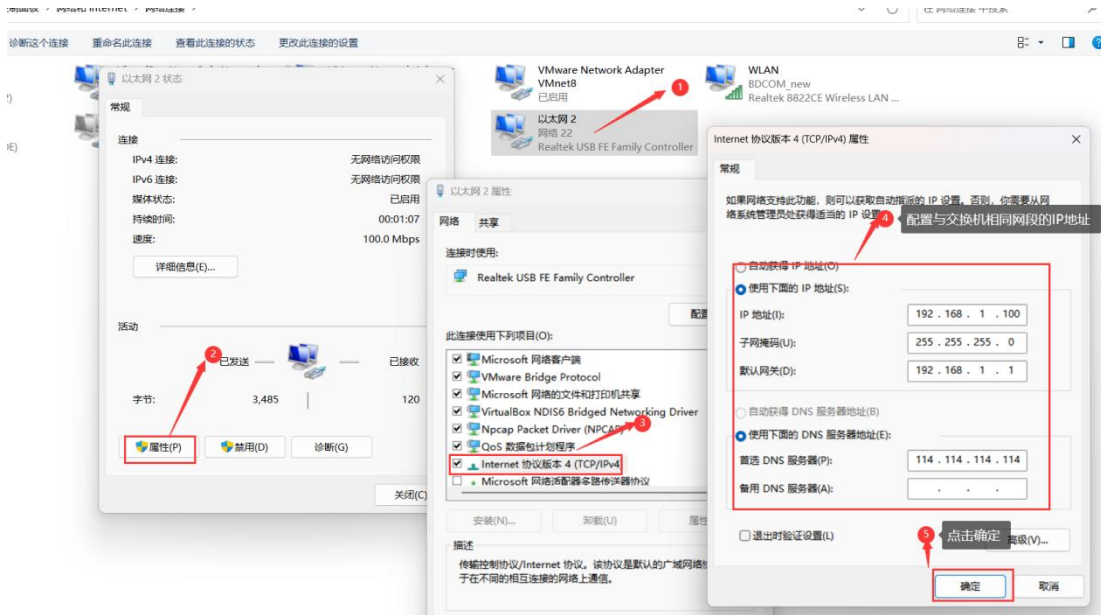 网络和 Internet
网络连接
在 网络连接 中搜索
诊断这个连接
重命名此连接
查看此连接的状态
更改此连接的设置
VMware Network Adapter
VMnet8
已启用
1
以太网 2
网络 22
Realtek USB FE Family Controller
WLAN
BDCOM_new
Realtek 8822CE Wireless LAN ...
以太网 2 状态
常规
连接
IPv4 连接: 无网络访问权限
IPv6 连接: 无网络访问权限
媒体状态: 已启用
持续时间: 00:01:07
速度: 100.0 Mbps
详细信息(E)...
活动
2
已发送 — — 已接收
字节: 3,485 120
属性(P)
禁用(D)
诊断(G)
关闭(C)
以太网 2 属性
网络 共享
连接时使用:
Realtek USB FE Family Controller
此连接使用下列项目(O):
Microsoft 网络客户端
VMware Bridge Protocol
Microsoft 网络的文件和打印机共享
VirtualBox NDIS6 Bridged Networking Driver
Npcap Packet Driver (NPCAP)
3
QoS 数据包计划程序
Internet 协议版本 4 (TCP/IPv4)
Microsoft 网络适配器多路传送器协议
安装(N)...
卸载(U)
描述
传输控制协议/Internet 协议。该协议是默认的广域网络
于在不同的相互连接的网络上通信。
Internet 协议版本 4 (TCP/IPv4) 属性
常规
如果网络支持此功能，则可以获取自动指派的 IP 设置。否则，你需要从网
络系统管理员处获得适当的 IP 设置
4
配置与交换机相同网段的IP地址
自动获得 IP 地址(O)
使用下面的 IP 地址(S):
IP 地址(I): 192 . 168 . 1 . 100
子网掩码(U): 255 . 255 . 255 . 0
默认网关(D): 192 . 168 . 1 . 1
自动获得 DNS 服务器地址(B)
使用下面的 DNS 服务器地址(E):
首选 DNS 服务器(P): 114 . 114 . 114 . 114
备用 DNS 服务器(A): . . .
退出时验证设置(L)
5
点击确定
高级(V)...
确定
取消